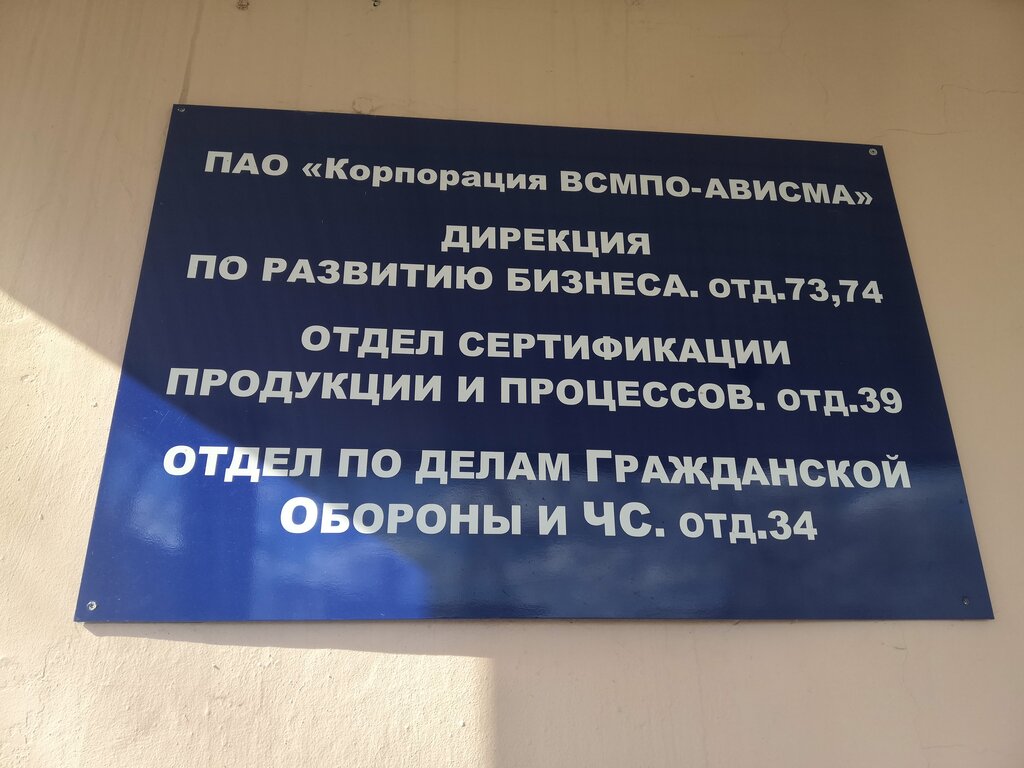 ПАО «Корпорация ВСМПО-АВИСМА»
ДИРЕКЦИЯ
ПО РАЗВИТИЮ БИЗНЕСА. отд.73,74
ОТДЕЛ СЕРТИФИКАЦИИ
ПРОДУКЦИИ И ПРОЦЕССОВ. отд.39
ОТДЕЛ ПО ДЕЛАМ ГРАЖДАНСКОЙ
ОБОРОНЫ И ЧС. отд.34